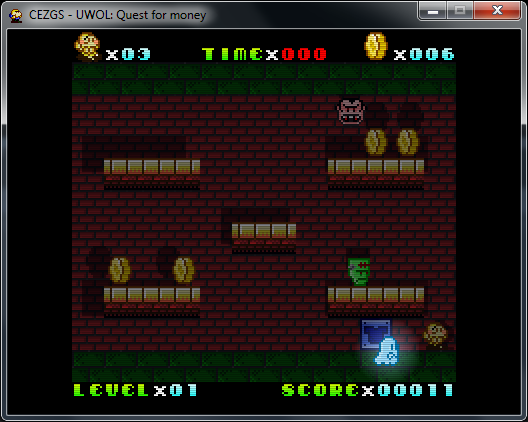 CEZGS - UWOL: Quest for money
x03 TIMEx000 x006
LEVELx01 SCOREx00011